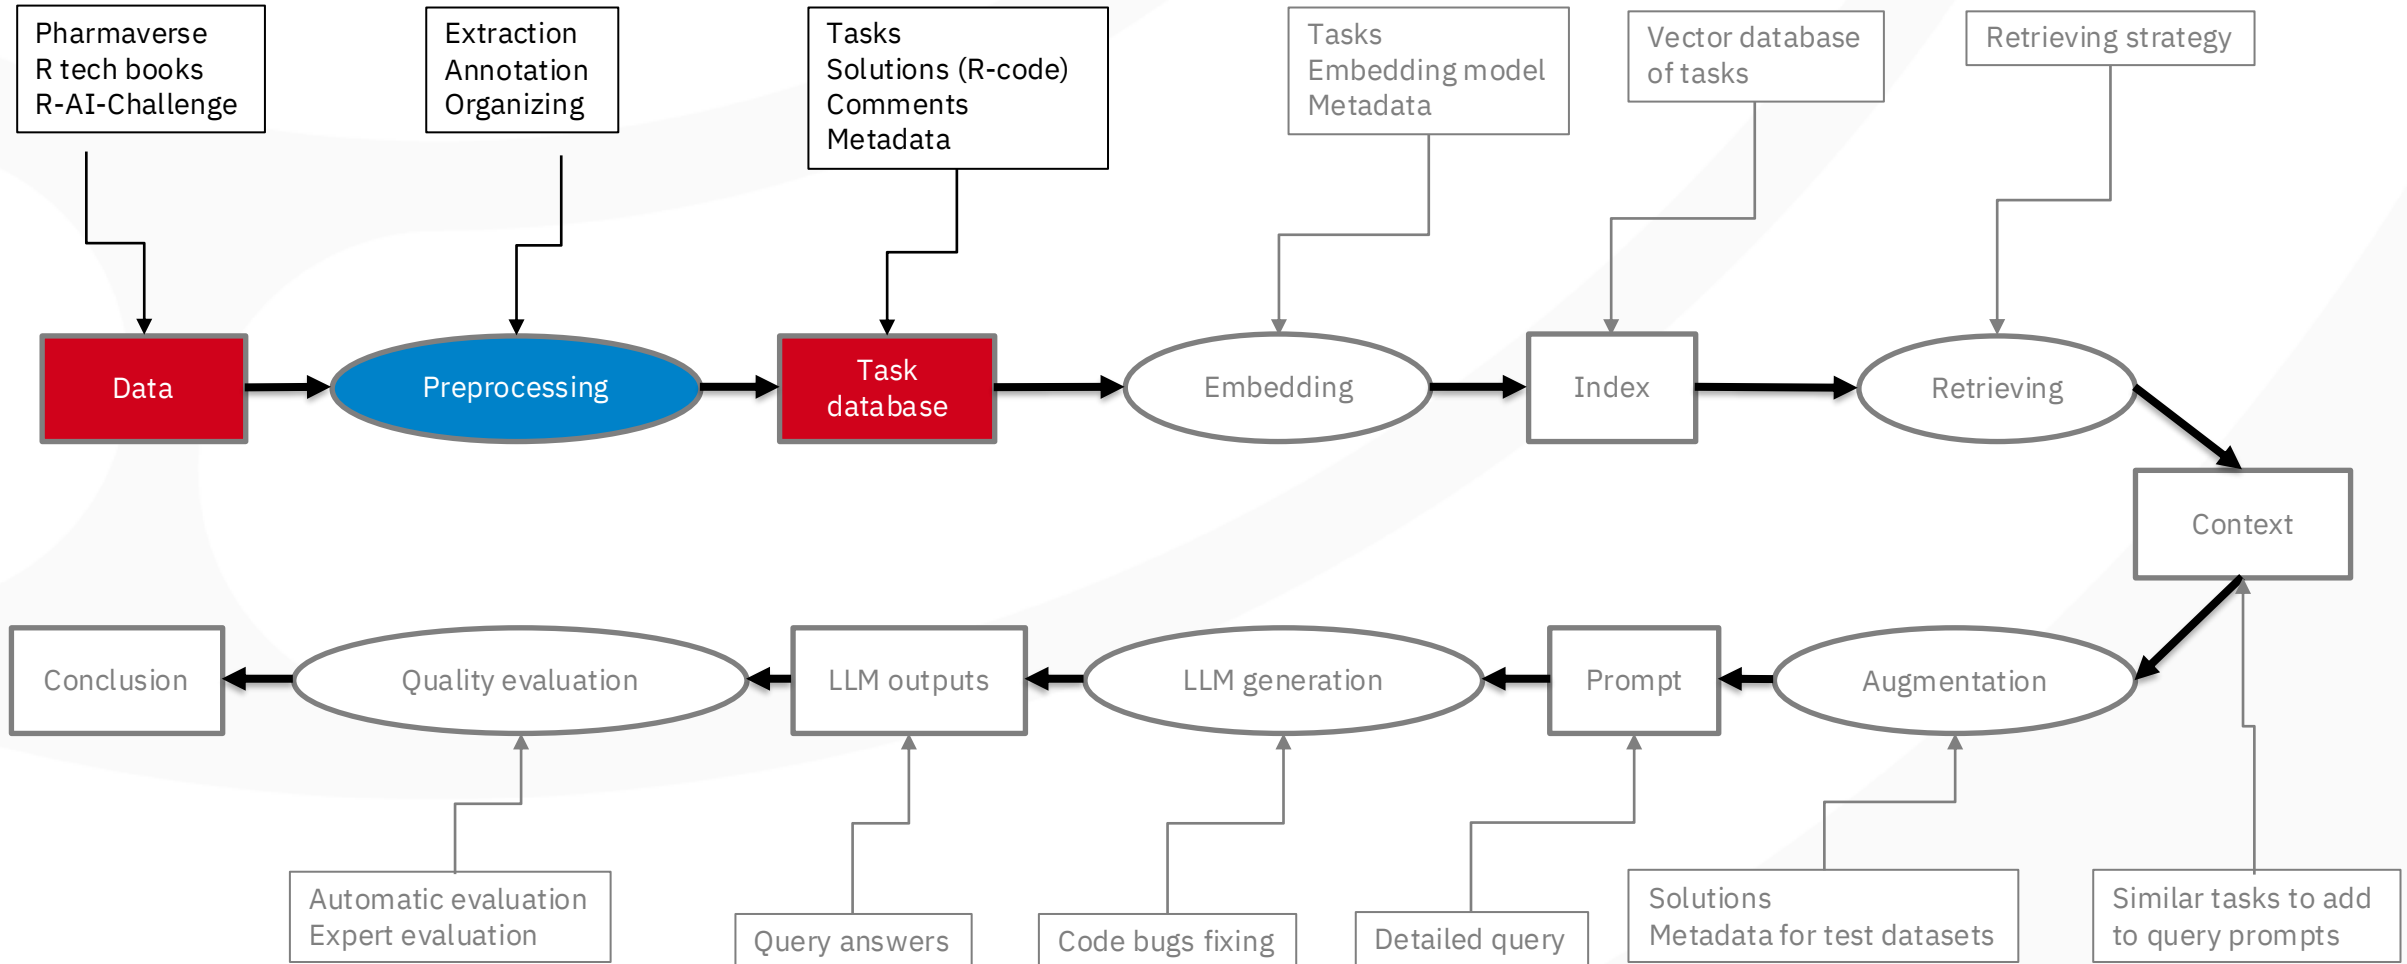 Pharmaverse
R tech books
R-AI-Challenge
Extraction
Annotation
Organizing
Tasks
Solutions (R-code)
Comments
Metadata
Tasks
Embedding model
Metadata
Vector database
of tasks
Retrieving strategy
Data
Preprocessing
Task
database
Embedding
Index
Retrieving
Context
Conclusion
Quality evaluation
LLM outputs
LLM generation
Prompt
Augmentation
Automatic evaluation
Expert evaluation
Query answers
Code bugs fixing
Detailed query
Solutions
Metadata for test datasets
Similar tasks to add
to query prompts